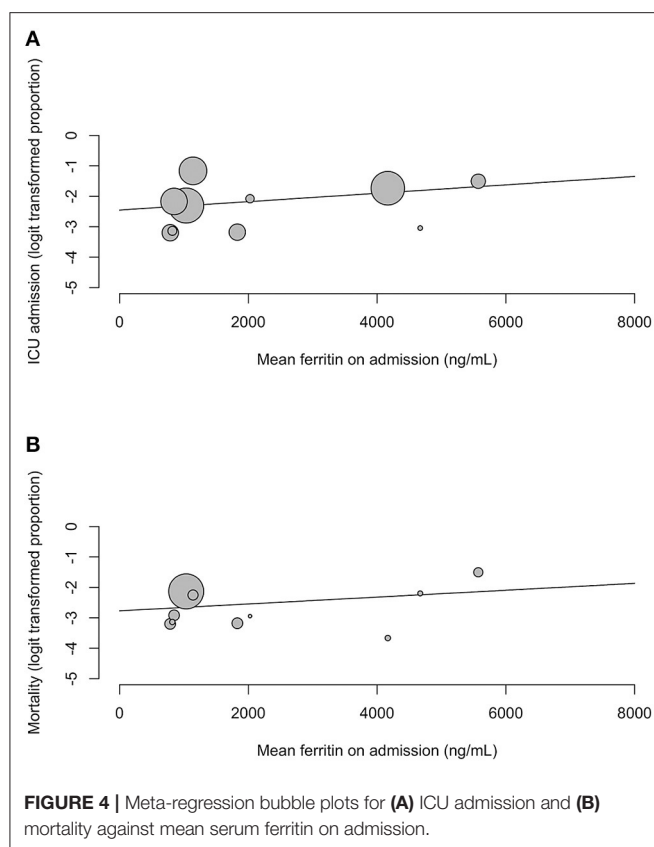 A
ICU admission (logit transformed proportion)
0
-1
-2
-3
-4
-5
0 2000 4000 6000 8000
Mean ferritin on admission (ng/mL)
B
Mortality (logit transformed proportion)
0
-1
-2
-3
-4
-5
0 2000 4000 6000 8000
Mean ferritin on admission (ng/mL)
FIGURE 4 | Meta-regression bubble plots for (A) ICU admission and (B)
mortality against mean serum ferritin on admission.